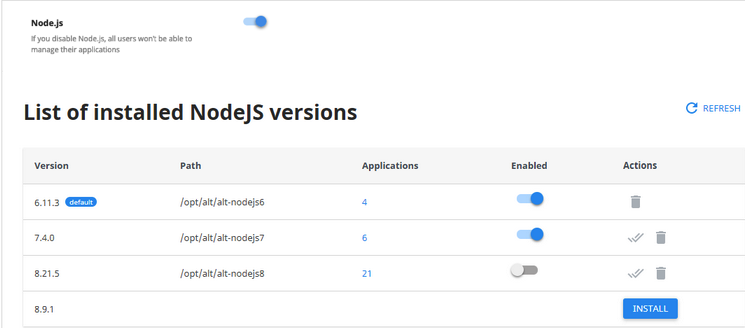 Node.js
If you disable Node.js, all users won't be able to
manage their applications
List of installed NodeJS versions
REFRESH
Version Path Applications Enabled Actions
6.11.3 default /opt/alt/alt-nodejs6 4
7.4.0 /opt/alt/alt-nodejs7 6
8.21.5 /opt/alt/alt-nodejs8 21
8.9.1 INSTALL